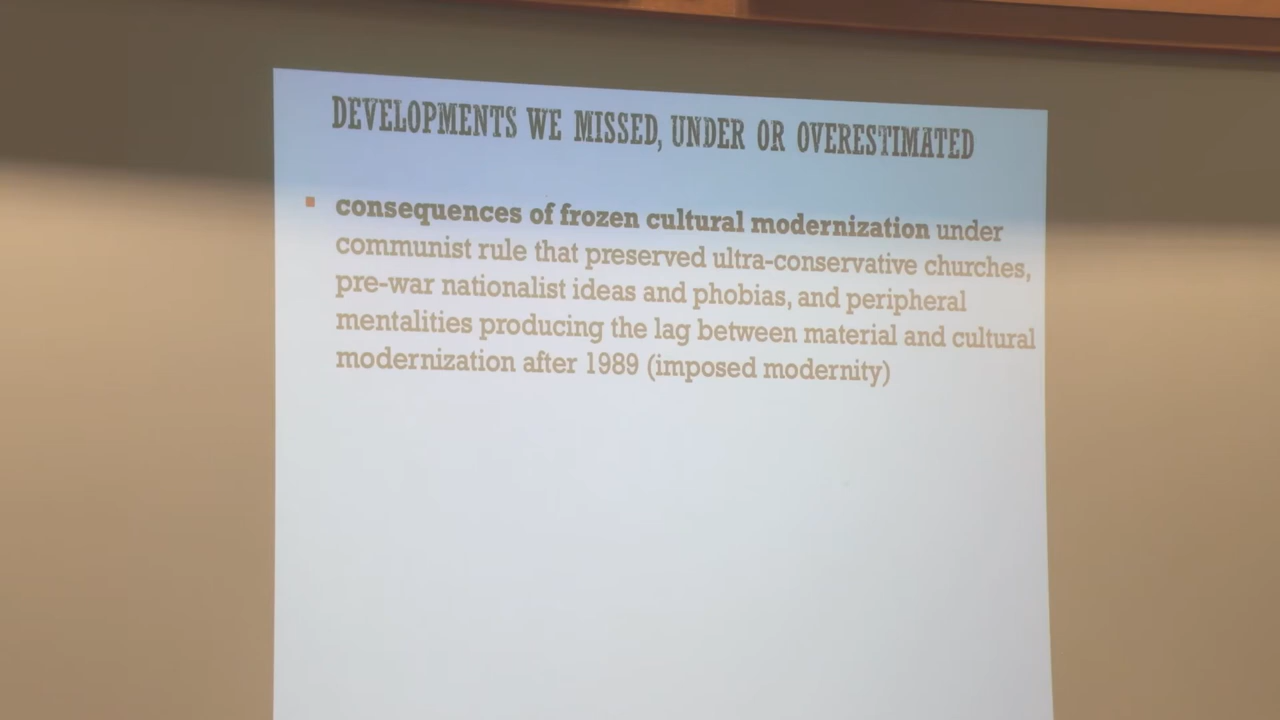 DEVELOPMENTS WE MISSED, UNDER OR OVERESTIMATED
consequences of frozen cultural modernization under
communist rule that preserved ultra-conservative churches,
pre-war nationalist ideas and phobias, and peripheral
mentalities producing the lag between material and cultural
modernization after 1989 (imposed modernity)